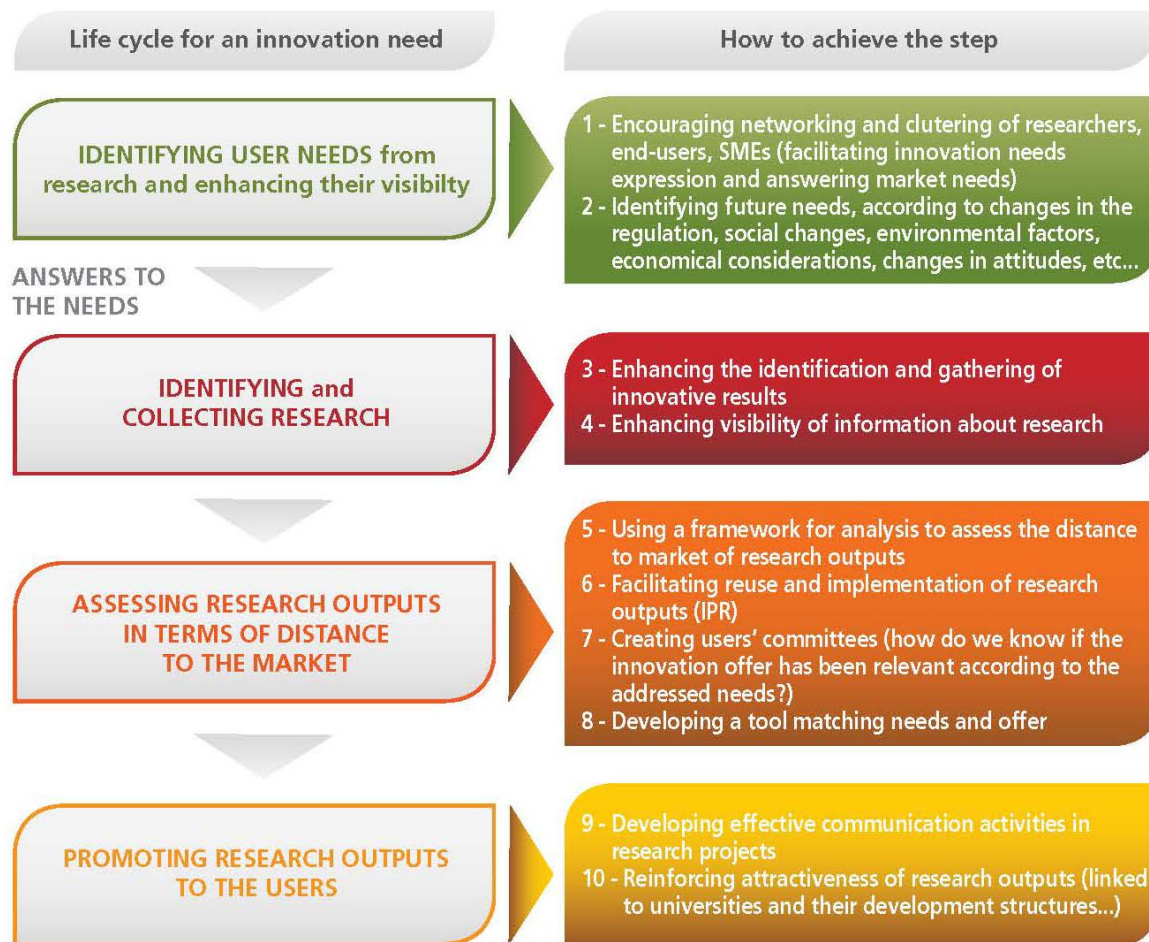 Life cycle for an innovation need
How to achieve the step
IDENTIFYING USER NEEDS from
research and enhancing their visibilty
1 - Encouraging networking and clutering of researchers,
end-users, SMEs (facilitating innovation needs
expression and answering market needs)
2 - Identifying future needs, according to changes in the
regulation, social changes, environmental factors,
economical considerations, changes in attitudes, etc...
ANSWERS TO
THE NEEDS
IDENTIFYING and
COLLECTING RESEARCH
3 - Enhancing the identification and gathering of
innovative results
4 - Enhancing visibility of information about research
ASSESSING RESEARCH OUTPUTS
IN TERMS OF DISTANCE
TO THE MARKET
5 - Using a framework for analysis to assess the distance
to market of research outputs
6 - Facilitating reuse and implementation of research
outputs (IPR)
7 - Creating users’ committees (how do we know if the
innovation offer has been relevant according to the
addressed needs?)
8 - Developing a tool matching needs and offer
PROMOTING RESEARCH OUTPUTS
TO THE USERS
9 - Developing effective communication activities in
research projects
10 - Reinforcing attractiveness of research outputs (linked
to universities and their development structures...)